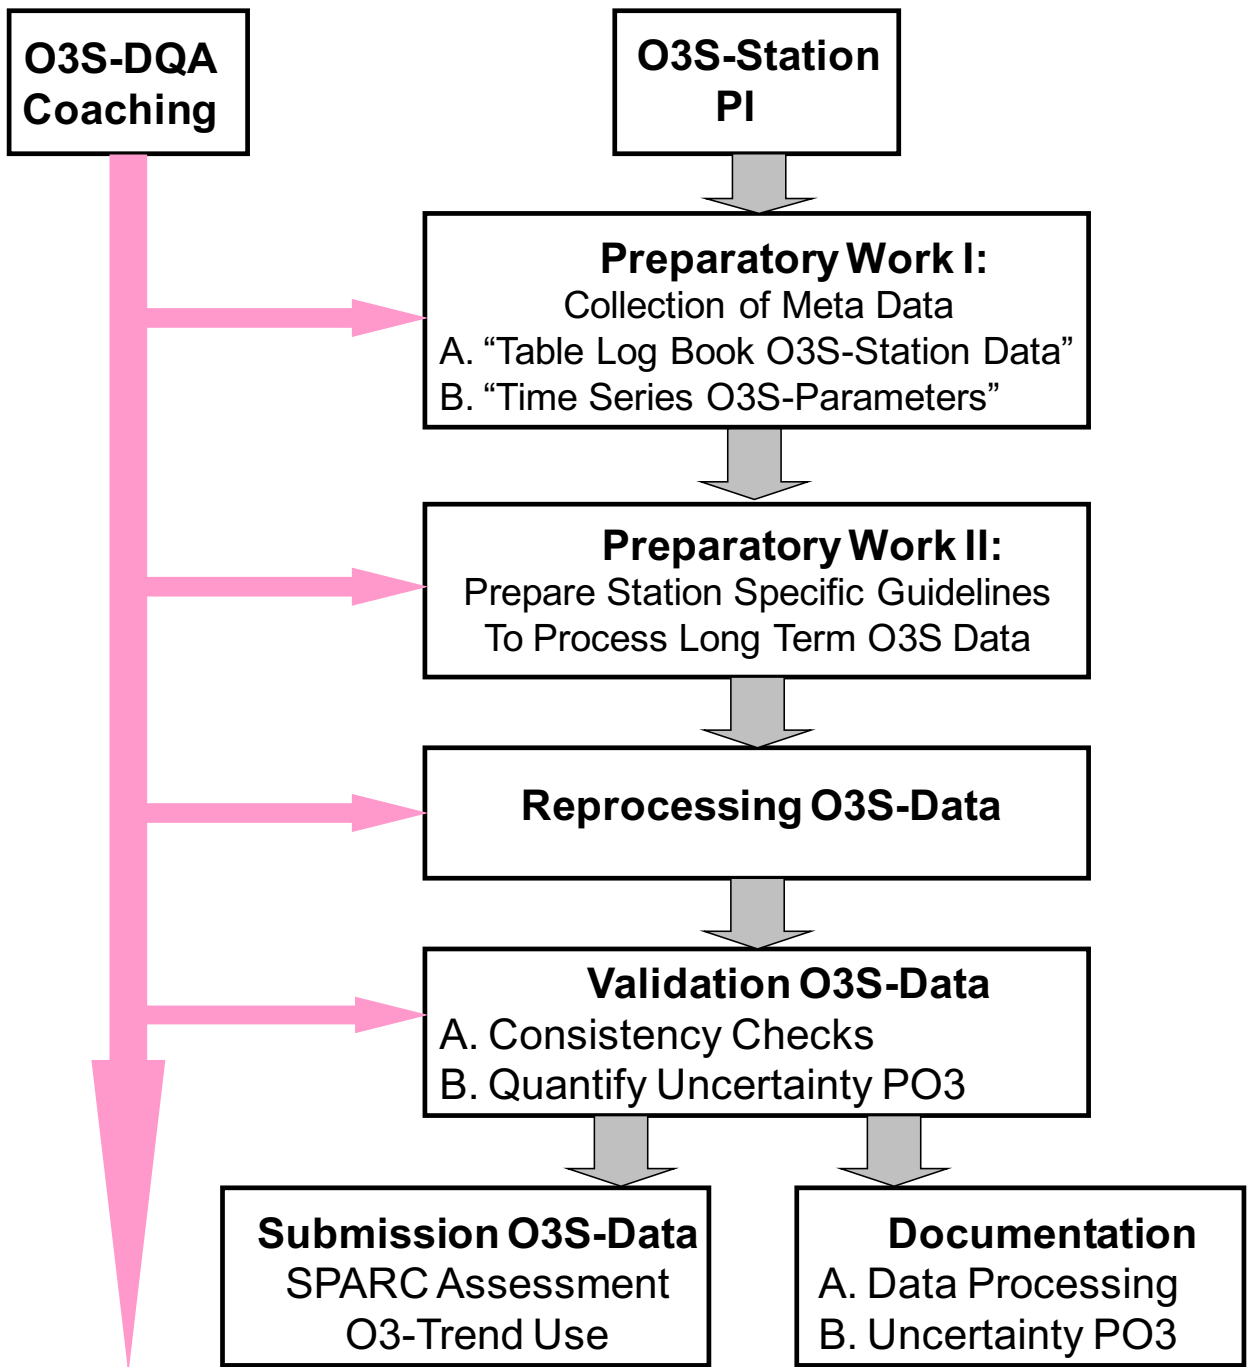 O3S-DQA
Coaching
O3S-Station
PI
Preparatory Work I:
Collection of Meta Data
A. “Table Log Book O3S-Station Data”
B. “Time Series O3S-Parameters”
Preparatory Work II:
Prepare Station Specific Guidelines
To Process Long Term O3S Data
Reprocessing O3S-Data
Validation O3S-Data
A. Consistency Checks
B. Quantify Uncertainty PO3
Submission O3S-Data
SPARC Assessment
O3-Trend Use
Documentation
A. Data Processing
B. Uncertainty PO3